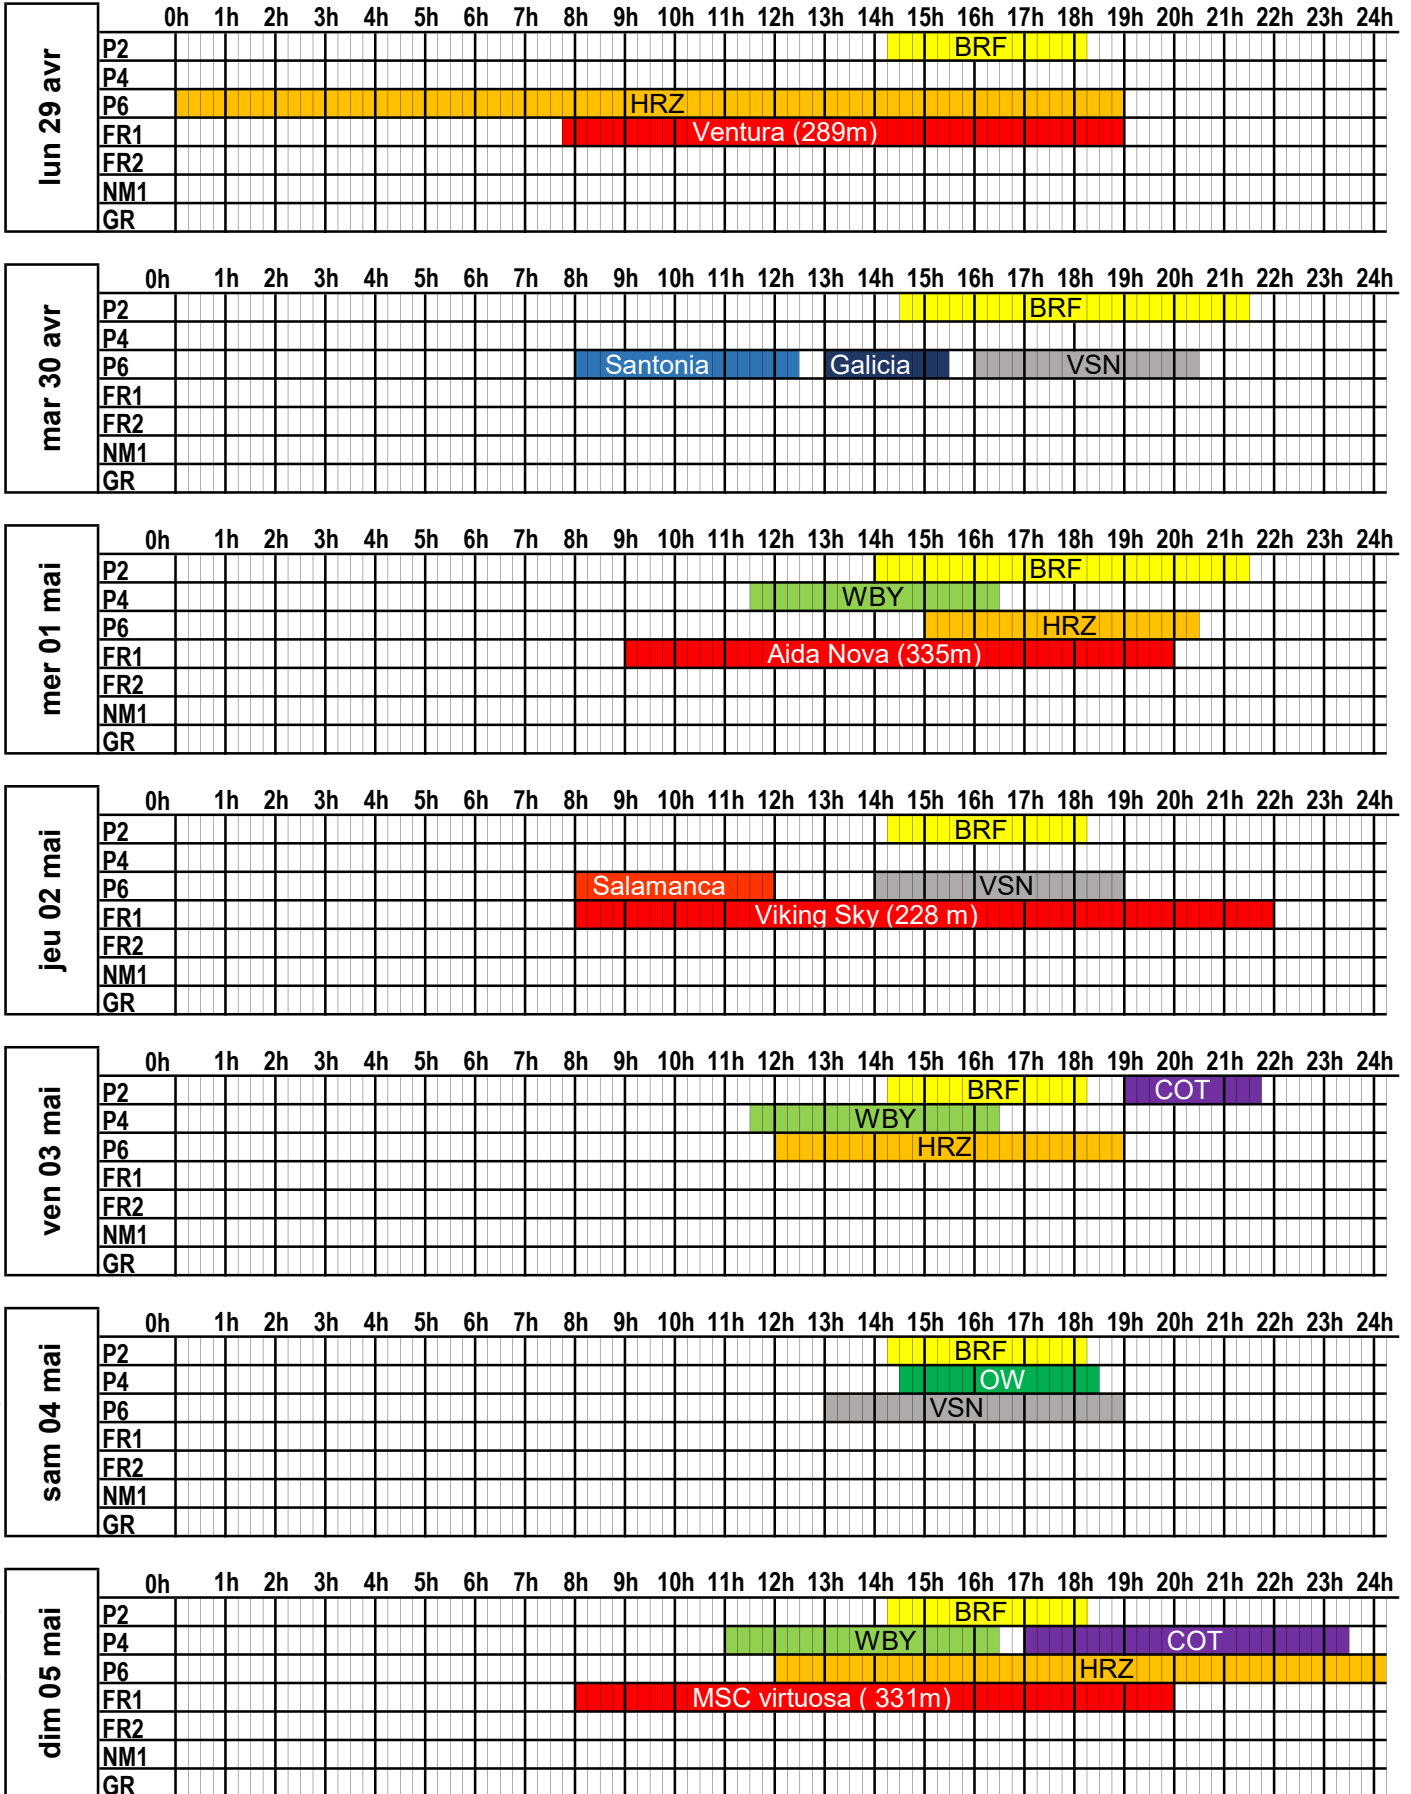 0h 1h 2h 3h 4h 5h 6h 7h 8h 9h 10h 11h 12h 13h 14h 15h 16h 17h 18h 19h 20h 21h 22h 23h 24h
lun 29 avr
P2 BRF
P4
P6 HRZ
FR1 Ventura (289m)
FR2
NM1
GR
0h 1h 2h 3h 4h 5h 6h 7h 8h 9h 10h 11h 12h 13h 14h 15h 16h 17h 18h 19h 20h 21h 22h 23h 24h
mar 30 avr
P2 BRF
P4
P6 Santonia Galicia VSN
FR1
FR2
NM1
GR
0h 1h 2h 3h 4h 5h 6h 7h 8h 9h 10h 11h 12h 13h 14h 15h 16h 17h 18h 19h 20h 21h 22h 23h 24h
mer 01 mai
P2 BRF
P4 WBY
P6 HRZ
FR1 Aida Nova (335m)
FR2
NM1
GR
0h 1h 2h 3h 4h 5h 6h 7h 8h 9h 10h 11h 12h 13h 14h 15h 16h 17h 18h 19h 20h 21h 22h 23h 24h
jeu 02 mai
P2 BRF
P4
P6 Salamanca VSN
FR1 Viking Sky (228 m)
FR2
NM1
GR
0h 1h 2h 3h 4h 5h 6h 7h 8h 9h 10h 11h 12h 13h 14h 15h 16h 17h 18h 19h 20h 21h 22h 23h 24h
ven 03 mai
P2 BRF COT
P4 WBY
P6 HRZ
FR1
FR2
NM1
GR
0h 1h 2h 3h 4h 5h 6h 7h 8h 9h 10h 11h 12h 13h 14h 15h 16h 17h 18h 19h 20h 21h 22h 23h 24h
sam 04 mai
P2 BRF
P4 OW
P6 VSN
FR1
FR2
NM1
GR
0h 1h 2h 3h 4h 5h 6h 7h 8h 9h 10h 11h 12h 13h 14h 15h 16h 17h 18h 19h 20h 21h 22h 23h 24h
dim 05 mai
P2 BRF
P4 WBY COT
P6 HRZ
FR1 MSC virtuosa ( 331m)
FR2
NM1
GR